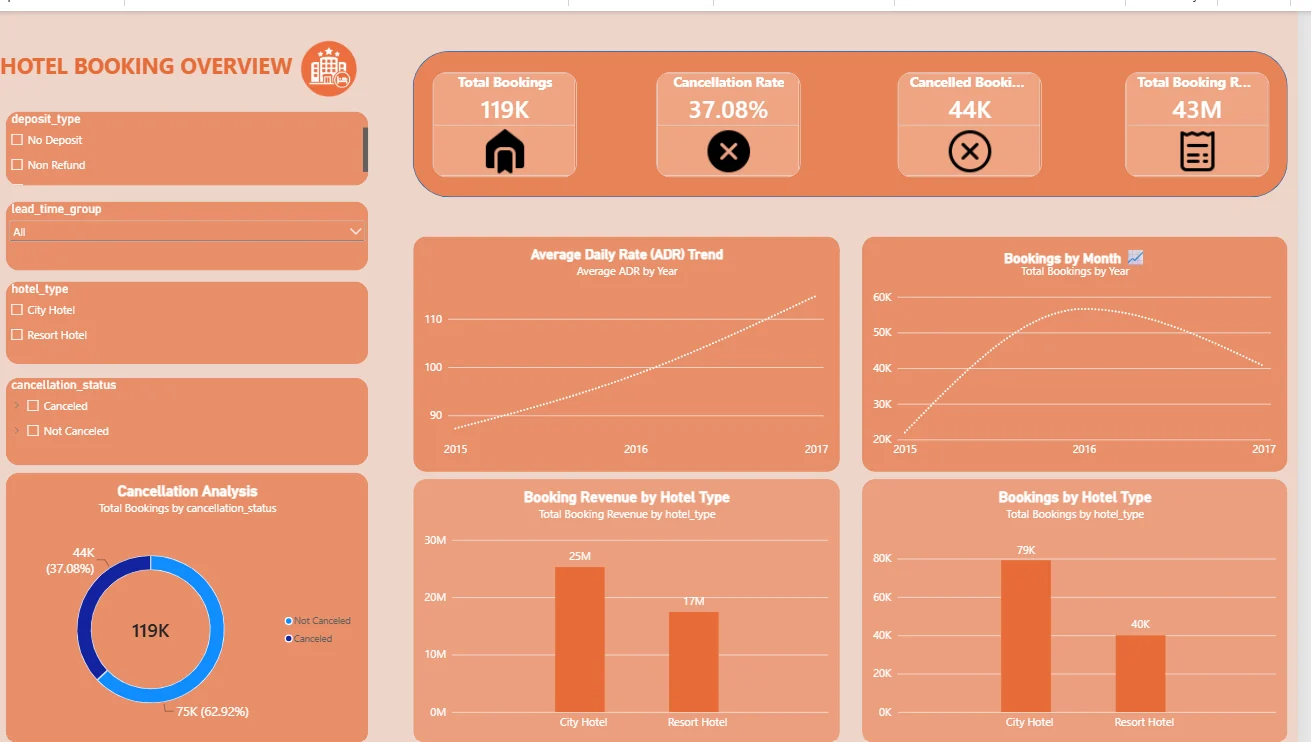 HOTEL BOOKING OVERVIEW
deposit_type
No Deposit
Non Refund
lead_time_group
All
hotel_type
City Hotel
Resort Hotel
cancellation_status
Canceled
Not Canceled
Cancellation Analysis
Total Bookings by cancellation_status
44K
(37.08%)
119K
Not Canceled
Canceled
75K (62.92%)
Total Bookings
119K
Cancellation Rate
37.08%
Cancelled Booki...
44K
Total Booking R...
43M
Average Daily Rate (ADR) Trend
Average ADR by Year
110
100
90
2015 2016 2017
Bookings by Month
Total Bookings by Year
60K
50K
40K
30K
20K
2015 2016 2017
Booking Revenue by Hotel Type
Total Booking Revenue by hotel_type
30M
25M
20M
17M
10M
0M
City Hotel Resort Hotel
Bookings by Hotel Type
Total Bookings by hotel_type
79K
80K
60K
40K
40K
20K
0K
City Hotel Resort Hotel